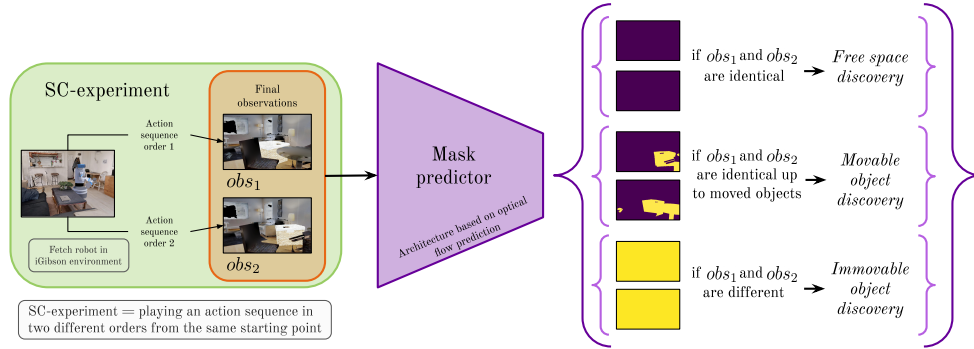 SC-experiment
Final
observations
Action
sequence
order 1
obs1
Action
sequence
order 2
obs2
Fetch robot in
iGibson environment
SC-experiment = playing an action sequence in
two different orders from the same starting point
Mask
predictor
Architecture based on optical
flow prediction
if obs1 and obs2
are identical
Free space
discovery
if obs1 and obs2
are identical up
to moved objects
Movable
object
discovery
if obs1 and obs2
are different
Immovable
object
discovery